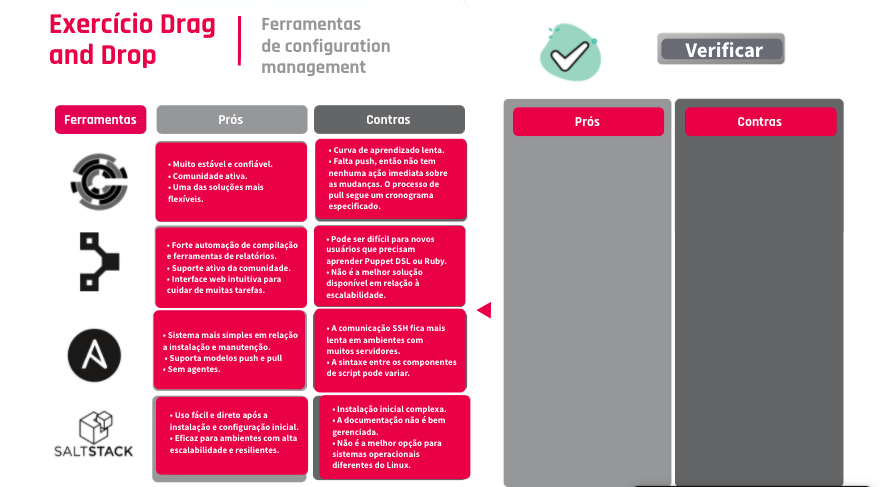 Exercício Drag
and Drop
Ferramentas
de configuration
management
Verificar
Ferramentas
Prós
Contras
Prós
Contras
• Muito estável e confiável.
• Comunidade ativa.
• Uma das soluções mais
flexíveis.
• Curva de aprendizado lenta.
• Falta push, então não tem
nenhuma ação imediata sobre
as mudanças. O processo de
pull segue um cronograma
especificado.
• Forte automação de compilação
e ferramentas de relatórios.
• Suporte ativo da comunidade.
• Interface web intuitiva para
cuidar de muitas tarefas.
• Pode ser difícil para novos
usuários que precisam
aprender Puppet DSL ou Ruby.
• Não é a melhor solução
disponível em relação à
escalabilidade.
• Sistema mais simples em relação
a instalação e manutenção.
• Suporta modelos push e pull
• Sem agentes.
• A comunicação SSH fica mais
lenta em ambientes com
muitos servidores.
• A sintaxe entre os componentes
de script pode variar.
SALTSTACK
• Uso fácil e direto após a
instalação e configuração inicial.
• Eficaz para ambientes com alta
escalabilidade e resilientes.
• Instalação inicial complexa.
• A documentação não é bem
gerenciada.
• Não é a melhor opção para
sistemas operacionais
diferentes do Linux.